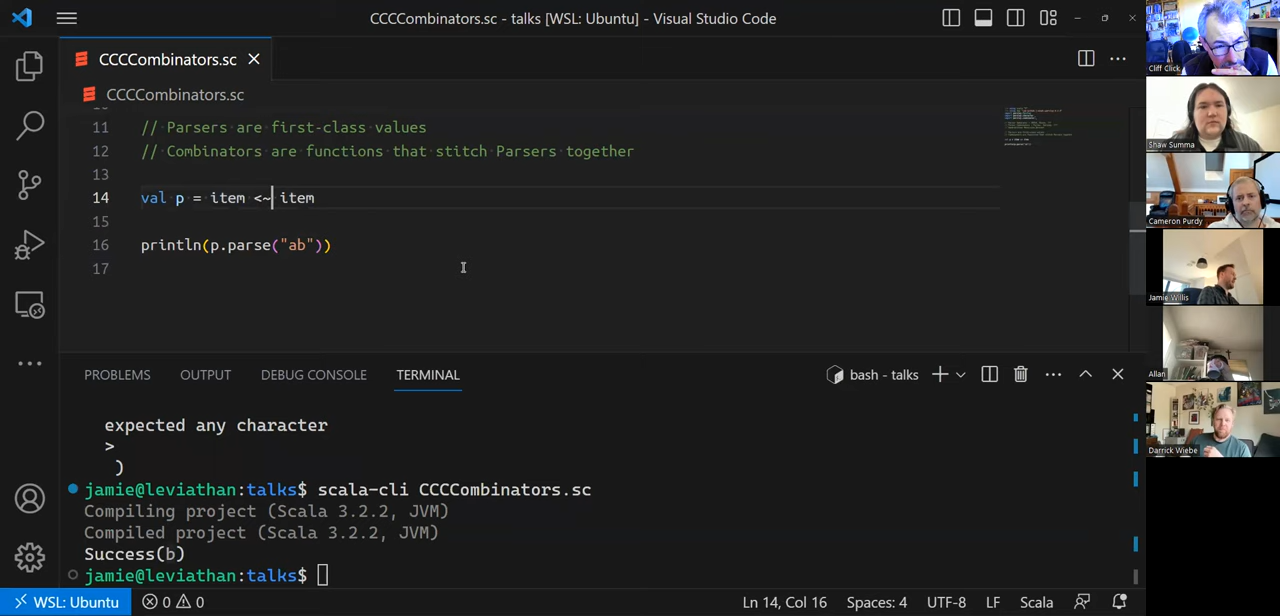 CCCCombinators.sc - talks [WSL: Ubuntu] - Visual Studio Code
CCCCombinators.sc
CCCCombinators.sc
11 // Parsers are first-class values
12 // Combinators are functions that stitch Parsers together
13
14 val p = item <~ item
15
16 println(p.parse("ab"))
17
PROBLEMS OUTPUT DEBUG CONSOLE TERMINAL bash - talks
expected any character
>
)
jamie@leviathan:talks$ scala-cli CCCCombinators.sc
Compiling project (Scala 3.2.2, JVM)
Compiled project (Scala 3.2.2, JVM)
Success(b)
jamie@leviathan:talks$
WSL: Ubuntu 0 0 Ln 14, Col 16 Spaces: 4 UTF-8 LF Scala
Cliff Click
Shaw Summa
Cameron Purdy
Jamie Willis
Allan
Darrick Wiebe